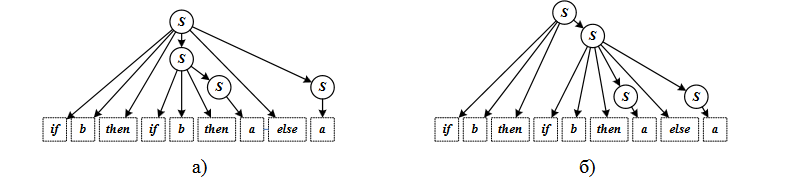 S S
S S
S S S S
if b then if b then a else a if b then if b then a else a
а) б)